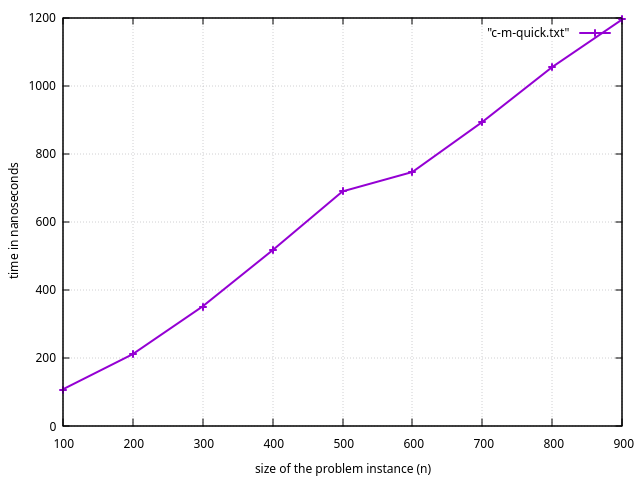 1200
1000
800
600
400
200
0
time in nanoseconds
"c-m-quick.txt"
100 200 300 400 500 600 700 800 900
size of the problem instance (n)